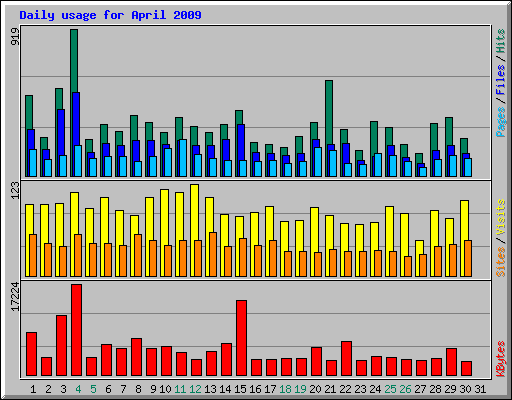 Daily usage for April 2009
919
Pages / Files / Hits
123
Sites / Visits
17224
KBytes
1 2 3 4 5 6 7 8 9 10 11 12 13 14 15 16 17 18 19 20 21 22 23 24 25 26 27 28 29 30 31